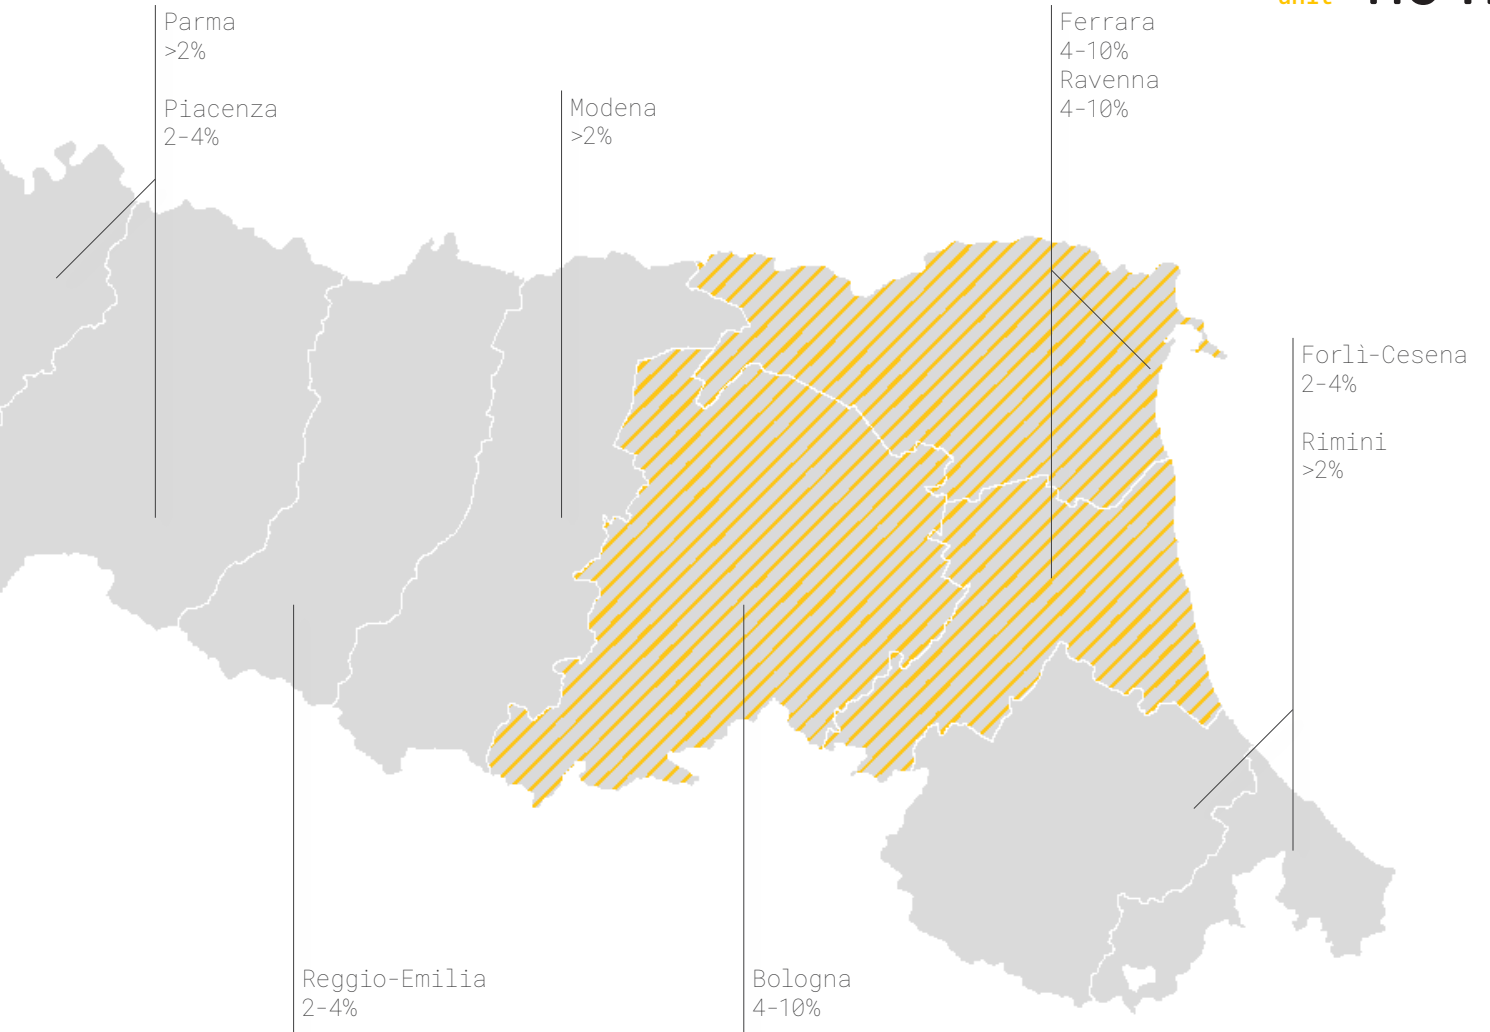 Parma
>2%
Piacenza
2-4%
Modena
>2%
Ferrara
4-10%
Ravenna
4-10%
Forlì-Cesena
2-4%
Rimini
>2%
Reggio-Emilia
2-4%
Bologna
4-10%